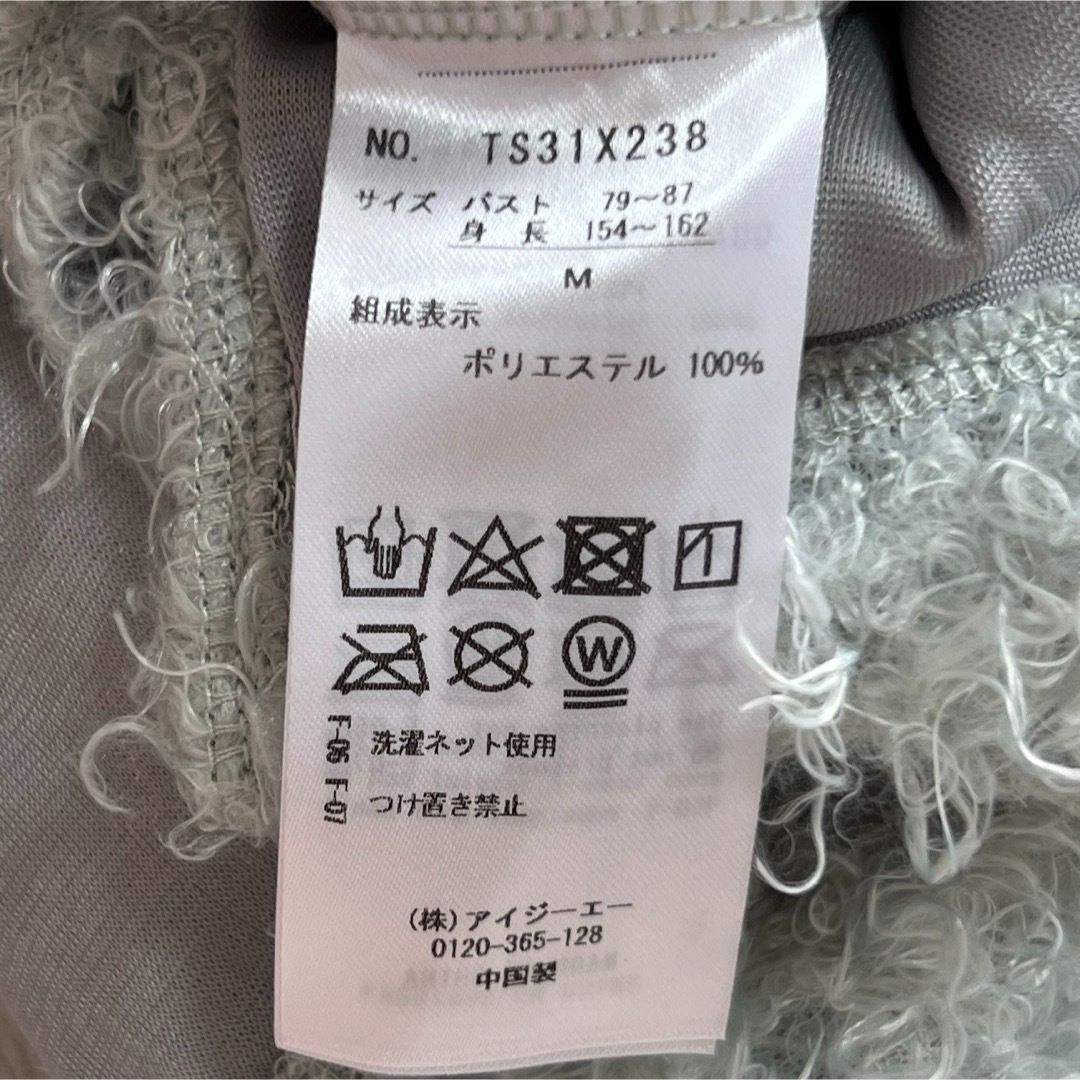 NO. TS31X238
サイズ バスト 79〜87
身長 154〜162
M
組成表示
ポリエステル 100%
W
F-06 洗濯ネット使用
F-07 つけ置き禁止
(株)アイジーエー
0120-365-128
中国製